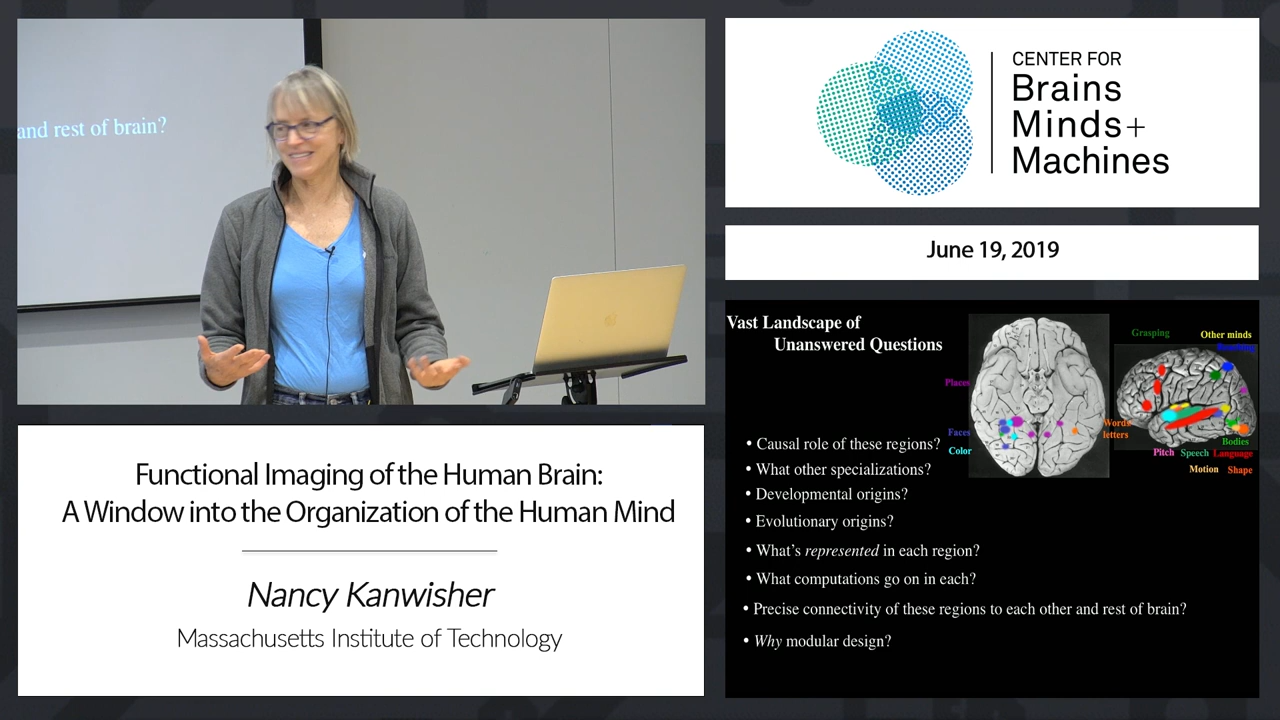 and rest of brain?
CENTER FOR
Brains
Minds+
Machines
June 19, 2019
Functional Imaging of the Human Brain:
A Window into the Organization of the Human Mind
Nancy Kanwisher
Massachusetts Institute of Technology
Vast Landscape of
Unanswered Questions
Grasping
Other minds
Places
Faces
Color
Words
letters
Bodies
Pitch Speech Language
Motion Shape
• Causal role of these regions?
• What other specializations?
• Developmental origins?
• Evolutionary origins?
• What's represented in each region?
• What computations go on in each?
• Precise connectivity of these regions to each other and rest of brain?
• Why modular design?